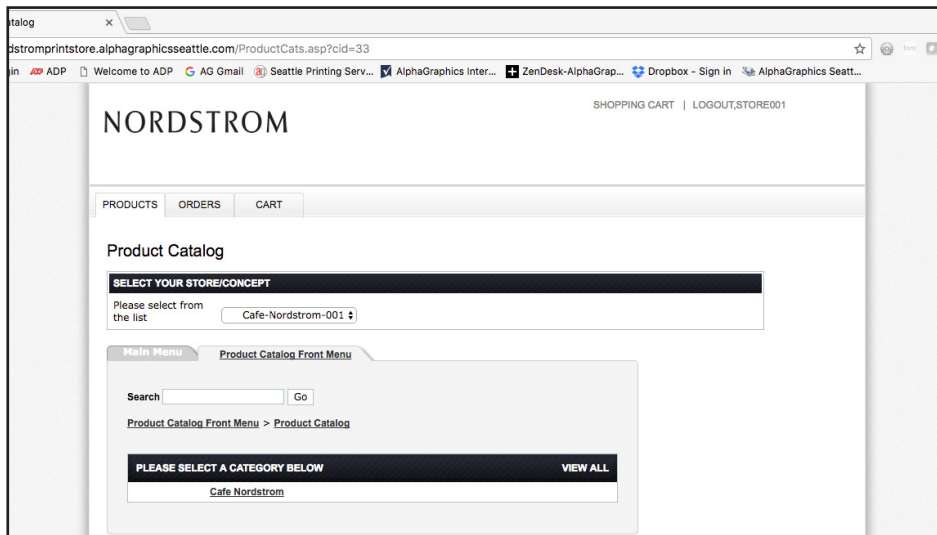 atalog
dstromprintstore.alphagraphicsseattle.com/ProductCats.asp?cid=33
gin ADP Welcome to ADP AG Gmail Seattle Printing Serv... AlphaGraphics Inter... ZenDesk-AlphaGrap... Dropbox - Sign in AlphaGraphics Seatt...
NORDSTROM
SHOPPING CART | LOGOUT,STORE001
PRODUCTS ORDERS CART
Product Catalog
SELECT YOUR STORE/CONCEPT
Please select from
the list
Cafe-Nordstrom-001
Main Menu Product Catalog Front Menu
Search Go
Product Catalog Front Menu > Product Catalog
PLEASE SELECT A CATEGORY BELOW VIEW ALL
Cafe Nordstrom